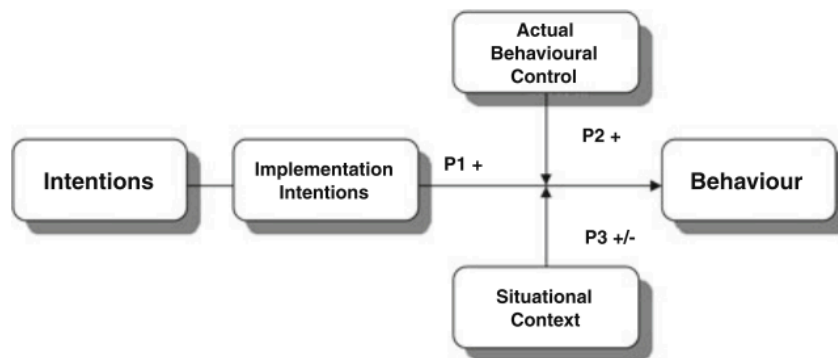 Actual
Behavioural
Control
P2 +
Intentions
Implementation
Intentions
P1 +
Behaviour
P3 +/-
Situational
Context